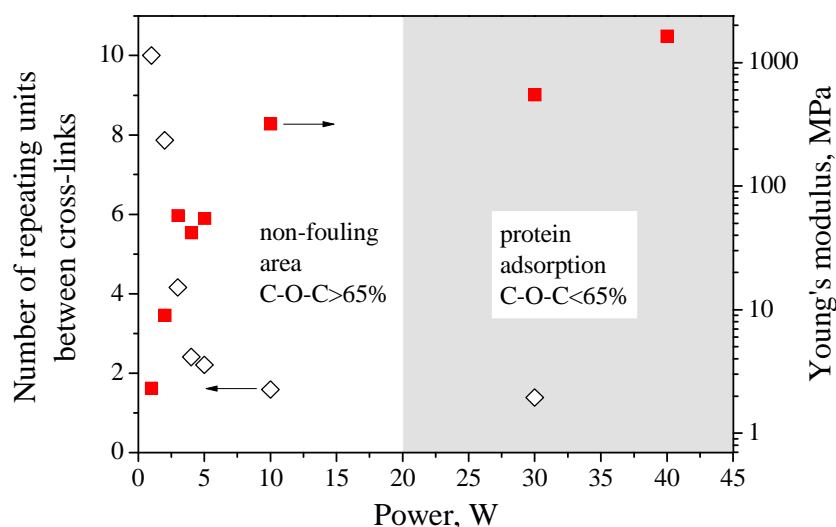 Number of repeating units
between cross-links
10
8
6
4
2
0
non-fouling
area
C-O-C>65%
protein
adsorption
C-O-C<65%
1000
100
10
1
Young's modulus, MPa
0 5 10 15 20 25 30 35 40 45
Power, W